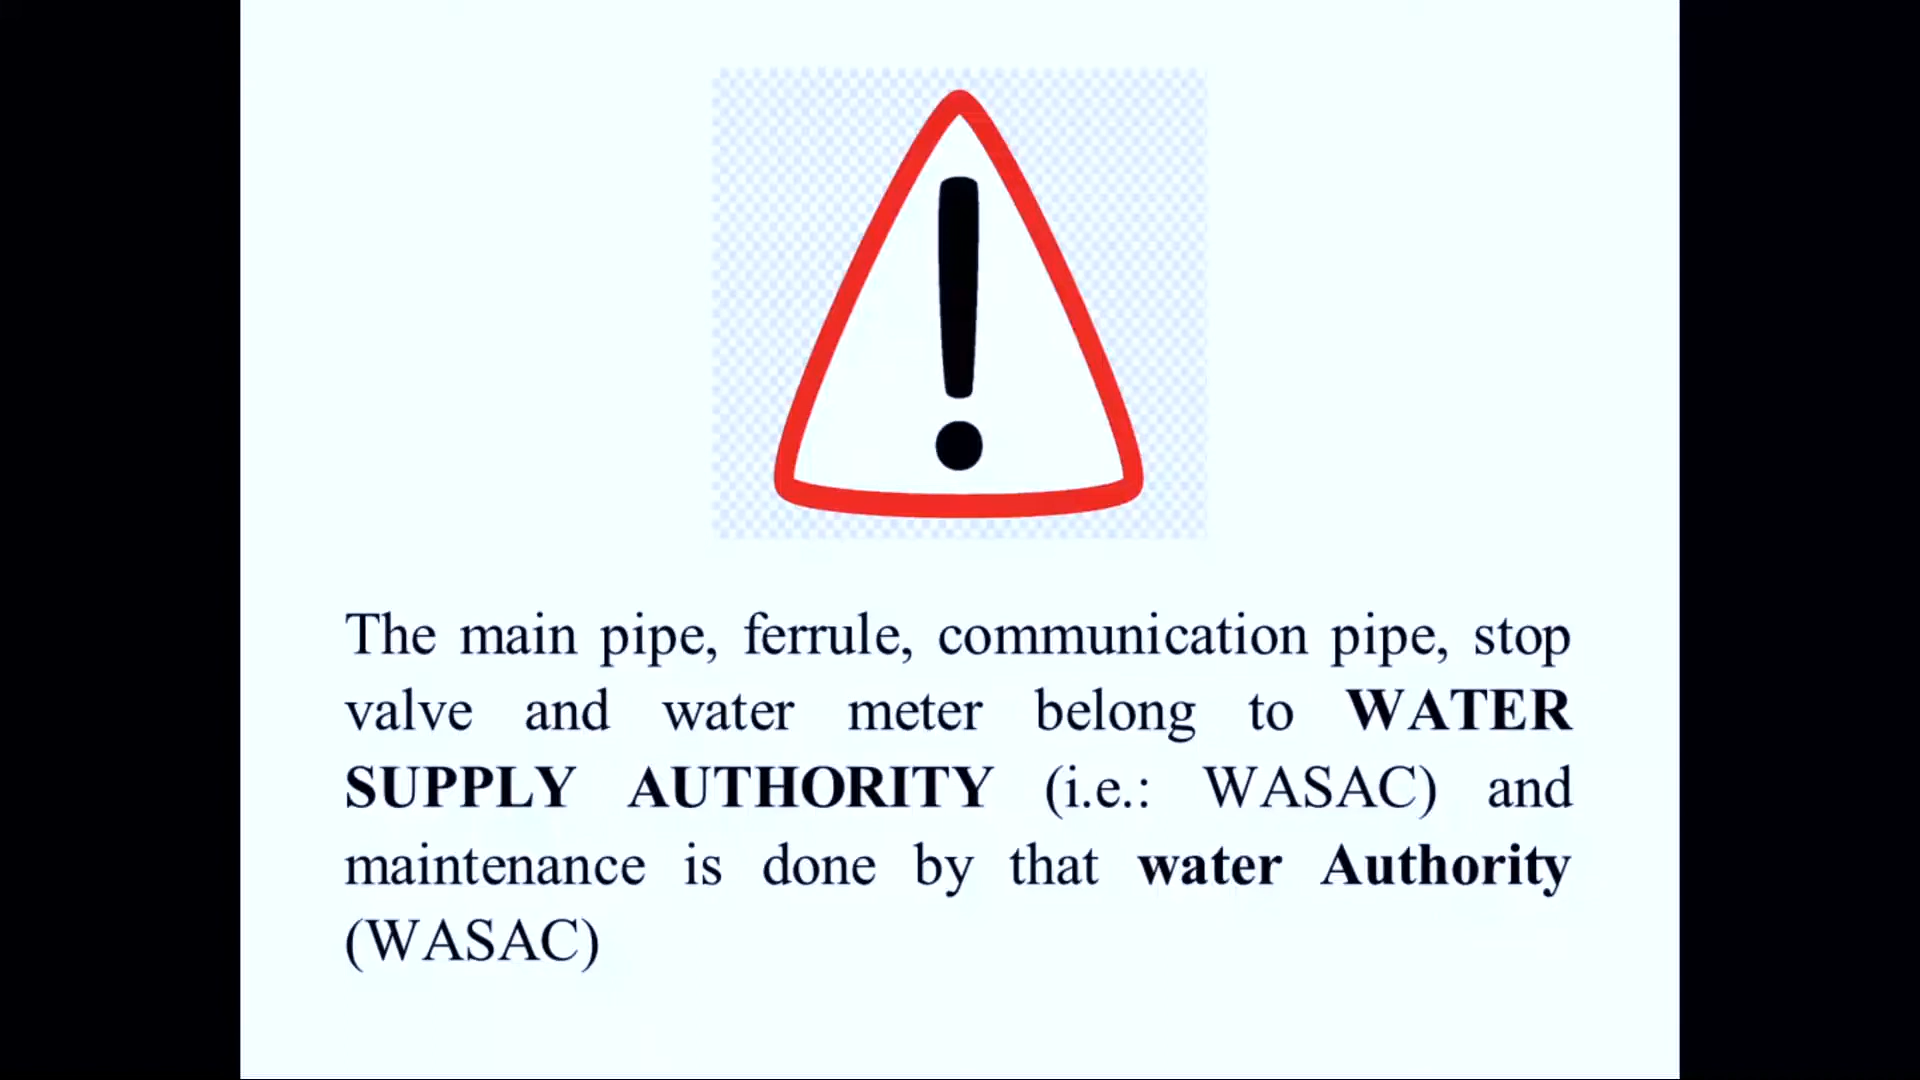 The main pipe, ferrule, communication pipe, stop
valve and water meter belong to WATER
SUPPLY AUTHORITY (i.e.: WASAC) and
maintenance is done by that water Authority
(WASAC)